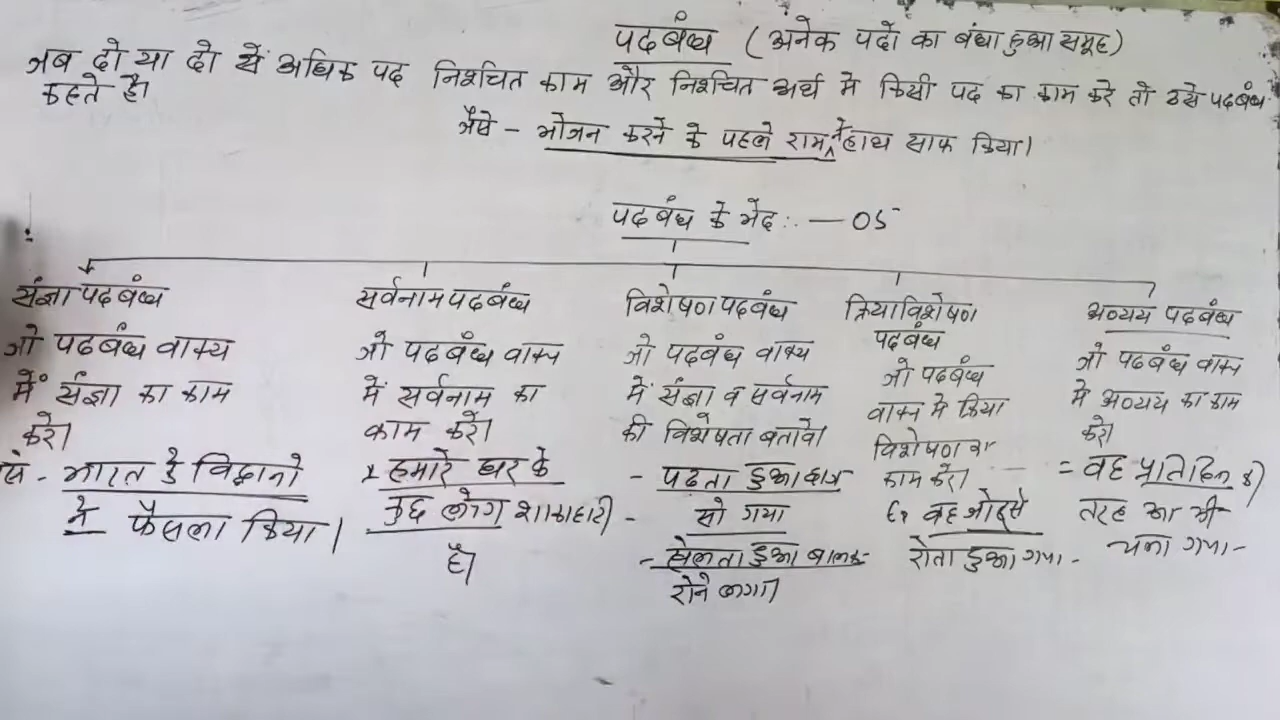 पदबंध (अनेक पदो का बंधा हुआ समूह)
जब दो या दो से अधिक पद निश्चित काम और निश्चित अर्थ मे किसी पद का काम करे तो उसे पदबंध
कहते है।
जैसे - भोजन करने के पहले राम ने हाथ साफ किया।
पदबंध के भेद :. — 05
संज्ञा पदबंध
जो पदबंध वाक्य
में संज्ञा का काम
करे।
भारत के विद्वानो
ने फैसला किया।
सर्वनाम पदबंध
जो पदबंध वाक्य
में सर्वनाम का
काम करें।
हमारे घर के
कुछ लोग शाकाहारी -
है।
विशेषण पदबंध
जो पदबंध वाक्य
में संज्ञा व सर्वनाम
की विशेषता बतावे।
- पढता हुआ छात्र
सो गया
- खेलता हुआ बालक
रोने लगा।
क्रियाविशेषण
पदबंध
जो पदबंध
वाक्य मे क्रिया
विशेषण का
काम करे।
वह जोर से
रोता हुआ गया -
अव्यय पदबंध
जो पदबंध वाक्य
मे अव्यय का काम
करे।
= वह प्रतिदिन की
तरह आज भी
चला गया -